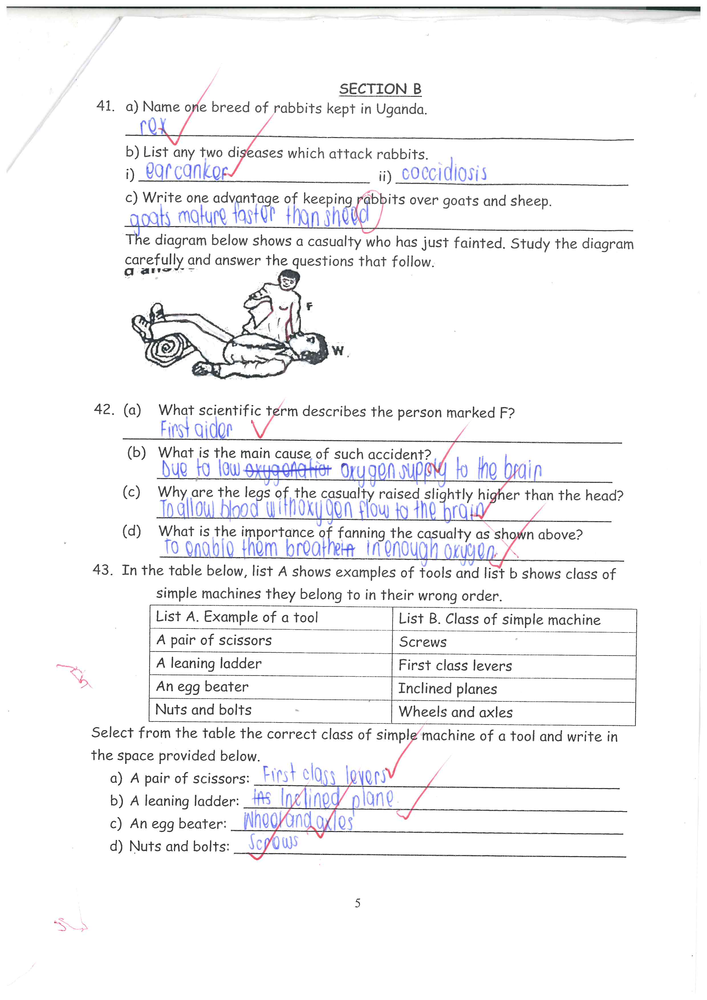 SECTION B
41. a) Name one breed of rabbits kept in Uganda.
rex
b) List any two diseases which attack rabbits.
i) ear canker ii) coccidiosis
c) Write one advantage of keeping rabbits over goats and sheep.
goats mature faster than sheed
The diagram below shows a casualty who has just fainted. Study the diagram
carefully and answer the questions that follow.
F
W
42. (a) What scientific term describes the person marked F?
First aider
(b) What is the main cause of such accident?
Due to low oxygenation oxygen supply to the brain
(c) Why are the legs of the casualty raised slightly higher than the head?
To allow blood with oxygen flow to the brain
(d) What is the importance of fanning the casualty as shown above?
To enable them breathe in enough oxygen
43. In the table below, list A shows examples of tools and list b shows class of
simple machines they belong to in their wrong order.
List A. Example of a tool List B. Class of simple machine
A pair of scissors Screws
A leaning ladder First class levers
An egg beater Inclined planes
Nuts and bolts Wheels and axles
Select from the table the correct class of simple machine of a tool and write in
the space provided below.
a) A pair of scissors: First class levers
b) A leaning ladder: Ins Inclined plane
c) An egg beater: Wheel and axles
d) Nuts and bolts: Screws
5